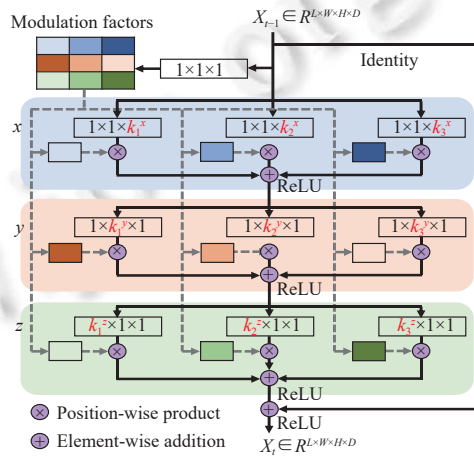 X_{t−1} ∈ R^{L×W×H×D}
Modulation factors
1×1×1
Identity
x
1×1×k_1^x
1×1×k_2^x
1×1×k_3^x
ReLU
y
1×k_1^y×1
1×k_2^y×1
1×k_3^y×1
ReLU
z
k_1^z×1×1
k_2^z×1×1
k_3^z×1×1
ReLU
Position-wise product
ReLU
Element-wise addition
X_t ∈ R^{L×W×H×D}